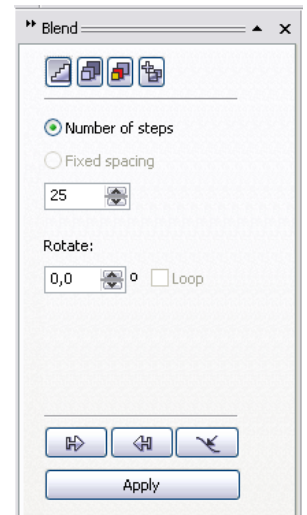 Blend
Number of steps
Fixed spacing
25
Rotate:
0,0 ° Loop
Apply